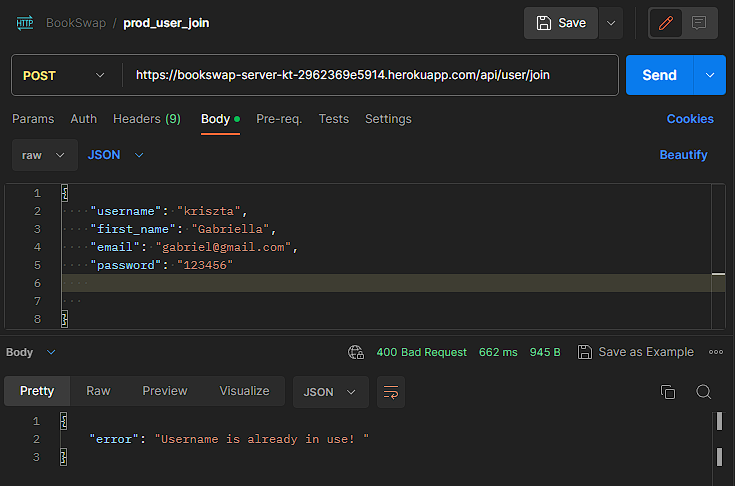 HTTP BookSwap / prod_user_join Save
POST https://bookswap-server-kt-2962369e5914.herokuapp.com/api/user/join Send
Params Auth Headers (9) Body Pre-req. Tests Settings Cookies
raw JSON Beautify
1 {
2 "username": "kriszta",
3 "first_name": "Gabriella",
4 "email": "gabriel@gmail.com",
5 "password": "123456"
6
7
8 }
Body 400 Bad Request 662 ms 945 B Save as Example
Pretty Raw Preview Visualize JSON
1 {
2 "error": "Username is already in use! "
3 }